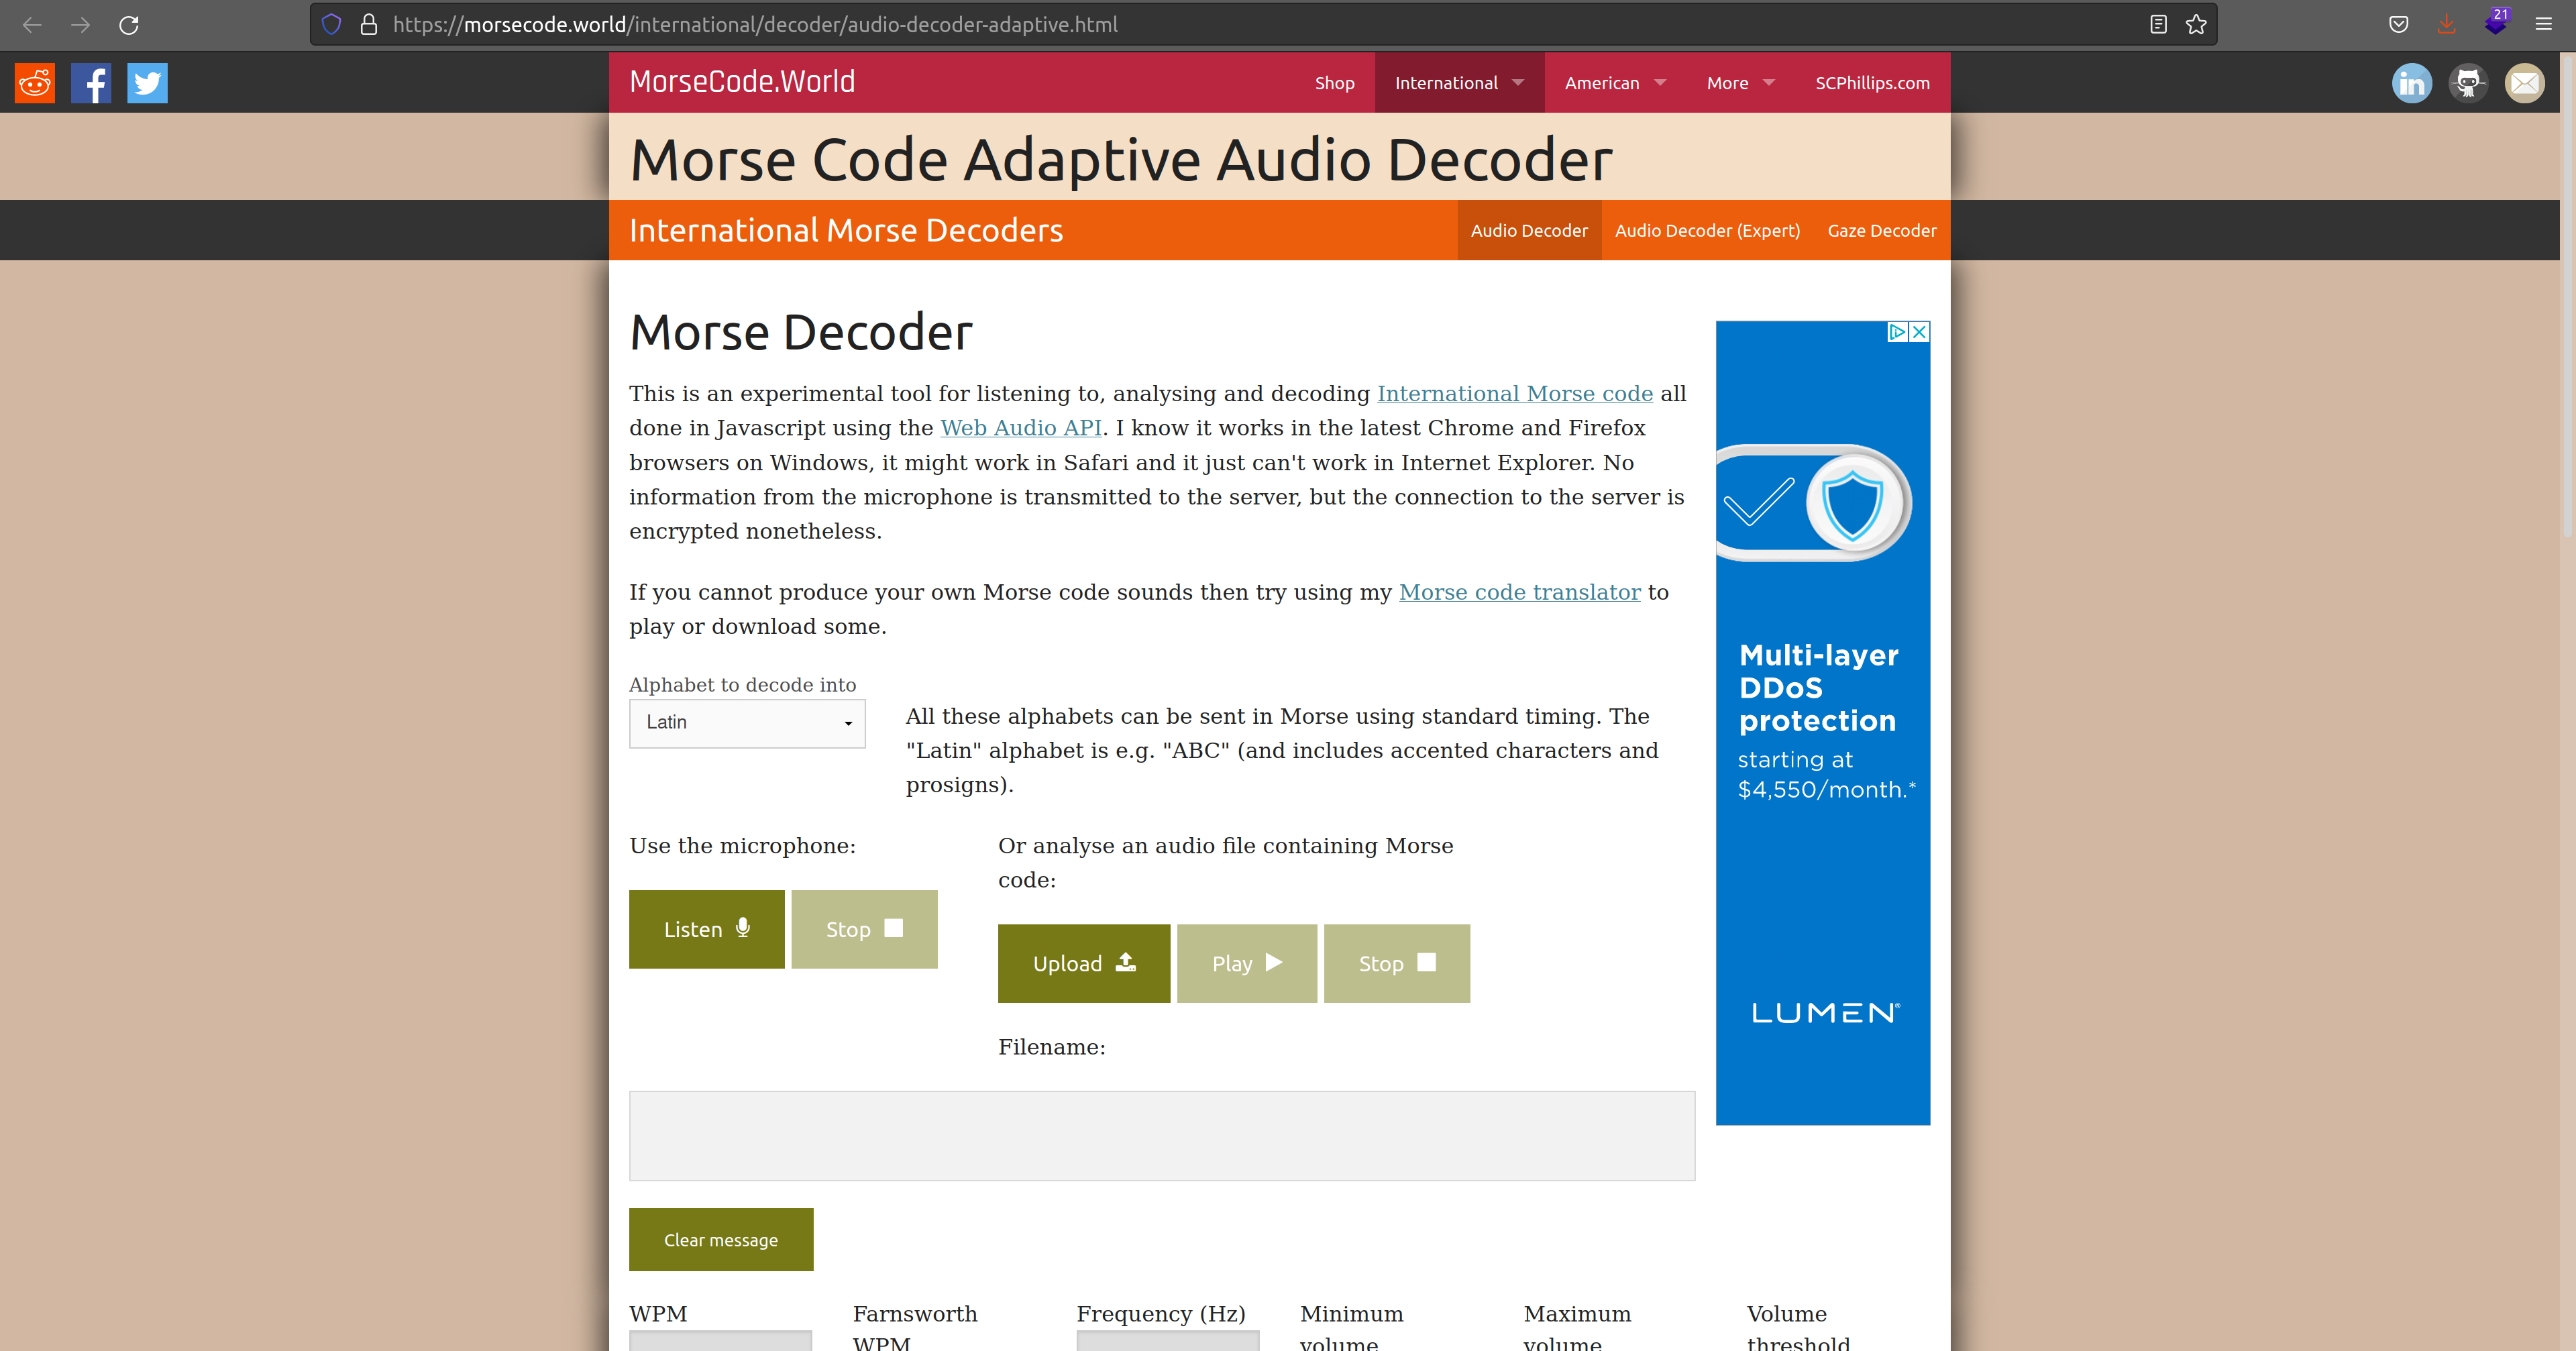 https://morsecode.world/international/decoder/audio-decoder-adaptive.html
21
MorseCode.World
Shop
International
American
More
SCPhillips.com
in
Morse Code Adaptive Audio Decoder
International Morse Decoders
Audio Decoder
Audio Decoder (Expert)
Gaze Decoder
Morse Decoder
This is an experimental tool for listening to, analysing and decoding International Morse code all
done in Javascript using the Web Audio API. I know it works in the latest Chrome and Firefox
browsers on Windows, it might work in Safari and it just can't work in Internet Explorer. No
information from the microphone is transmitted to the server, but the connection to the server is
encrypted nonetheless.
If you cannot produce your own Morse code sounds then try using my Morse code translator to
play or download some.
Alphabet to decode into
Latin
All these alphabets can be sent in Morse using standard timing. The
"Latin" alphabet is e.g. "ABC" (and includes accented characters and
prosigns).
Use the microphone:
Listen
Stop
Or analyse an audio file containing Morse
code:
Upload
Play
Stop
Filename:
Clear message
WPM
Farnsworth
WPM
Frequency (Hz)
Minimum
volume
Maximum
volume
Volume
threshold
Multi-layer
DDoS
protection
starting at
$4,550/month.*
LUMEN®